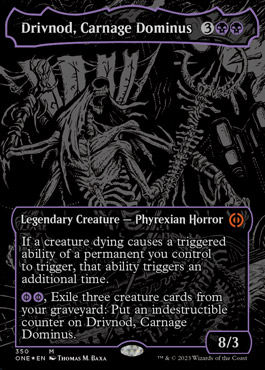 Drivnod, Carnage Dominus 3
Legendary Creature — Phyrexian Horror
If a creature dying causes a triggered
ability of a permanent you control
to trigger, that ability triggers an
additional time.
, Exile three creature cards from
your graveyard: Put an indestructible
counter on Drivnod, Carnage
Dominus.
8/3
350 M
ONE EN THOMAS M. BAXA
™ & © 2023 Wizards of the Coast